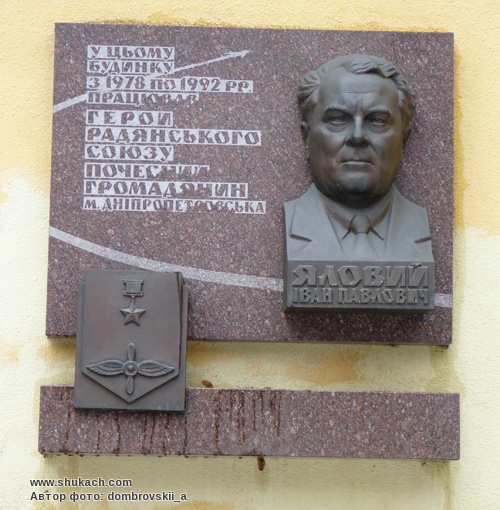 У ЦЬОМУ
БУДИНКУ
З 1978 ПО 1992 РР.
ПРАЦЮВАВ
ГЕРОЙ
РАДЯНСЬКОГО
СОЮЗУ
ПОЧЕСНИЙ
ГРОМАДЯНИН
М. ДНІПРОПЕТРОВСЬКА
ЯЛОВИЙ
ІВАН ПАВЛОВИЧ
www.shukach.com
Автор фото: dombrovskii_a